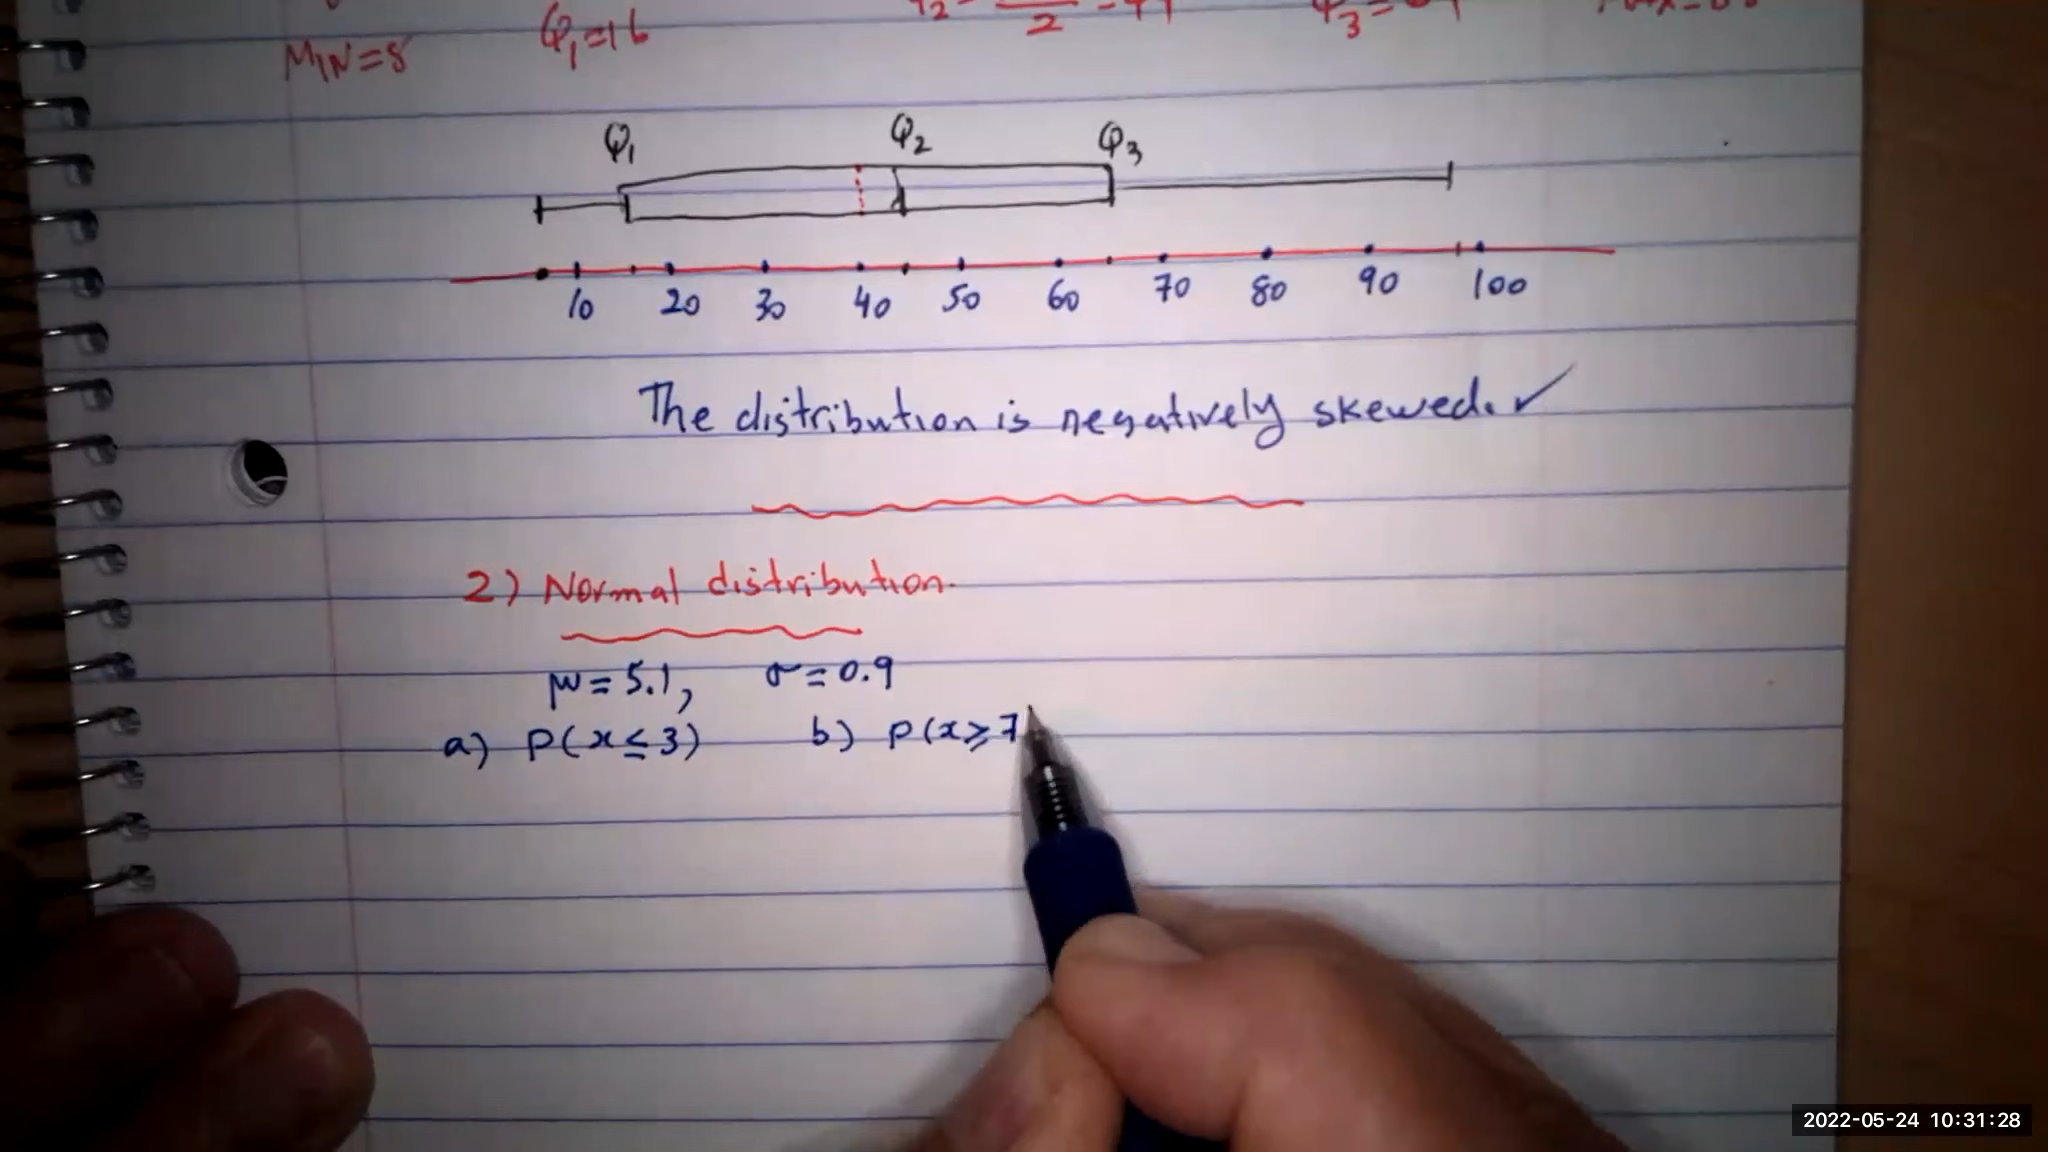 MIN=8 Q₁=16 2
Q₁ Q₂ Q₃
10 20 30 40 50 60 70 80 90 100
The distribution is negatively skewed. ✓
2) Normal distribution.
μ=5.1, σ=0.9
a) P(x≤3) b) P(x≥7
2022-05-24 10:31:28